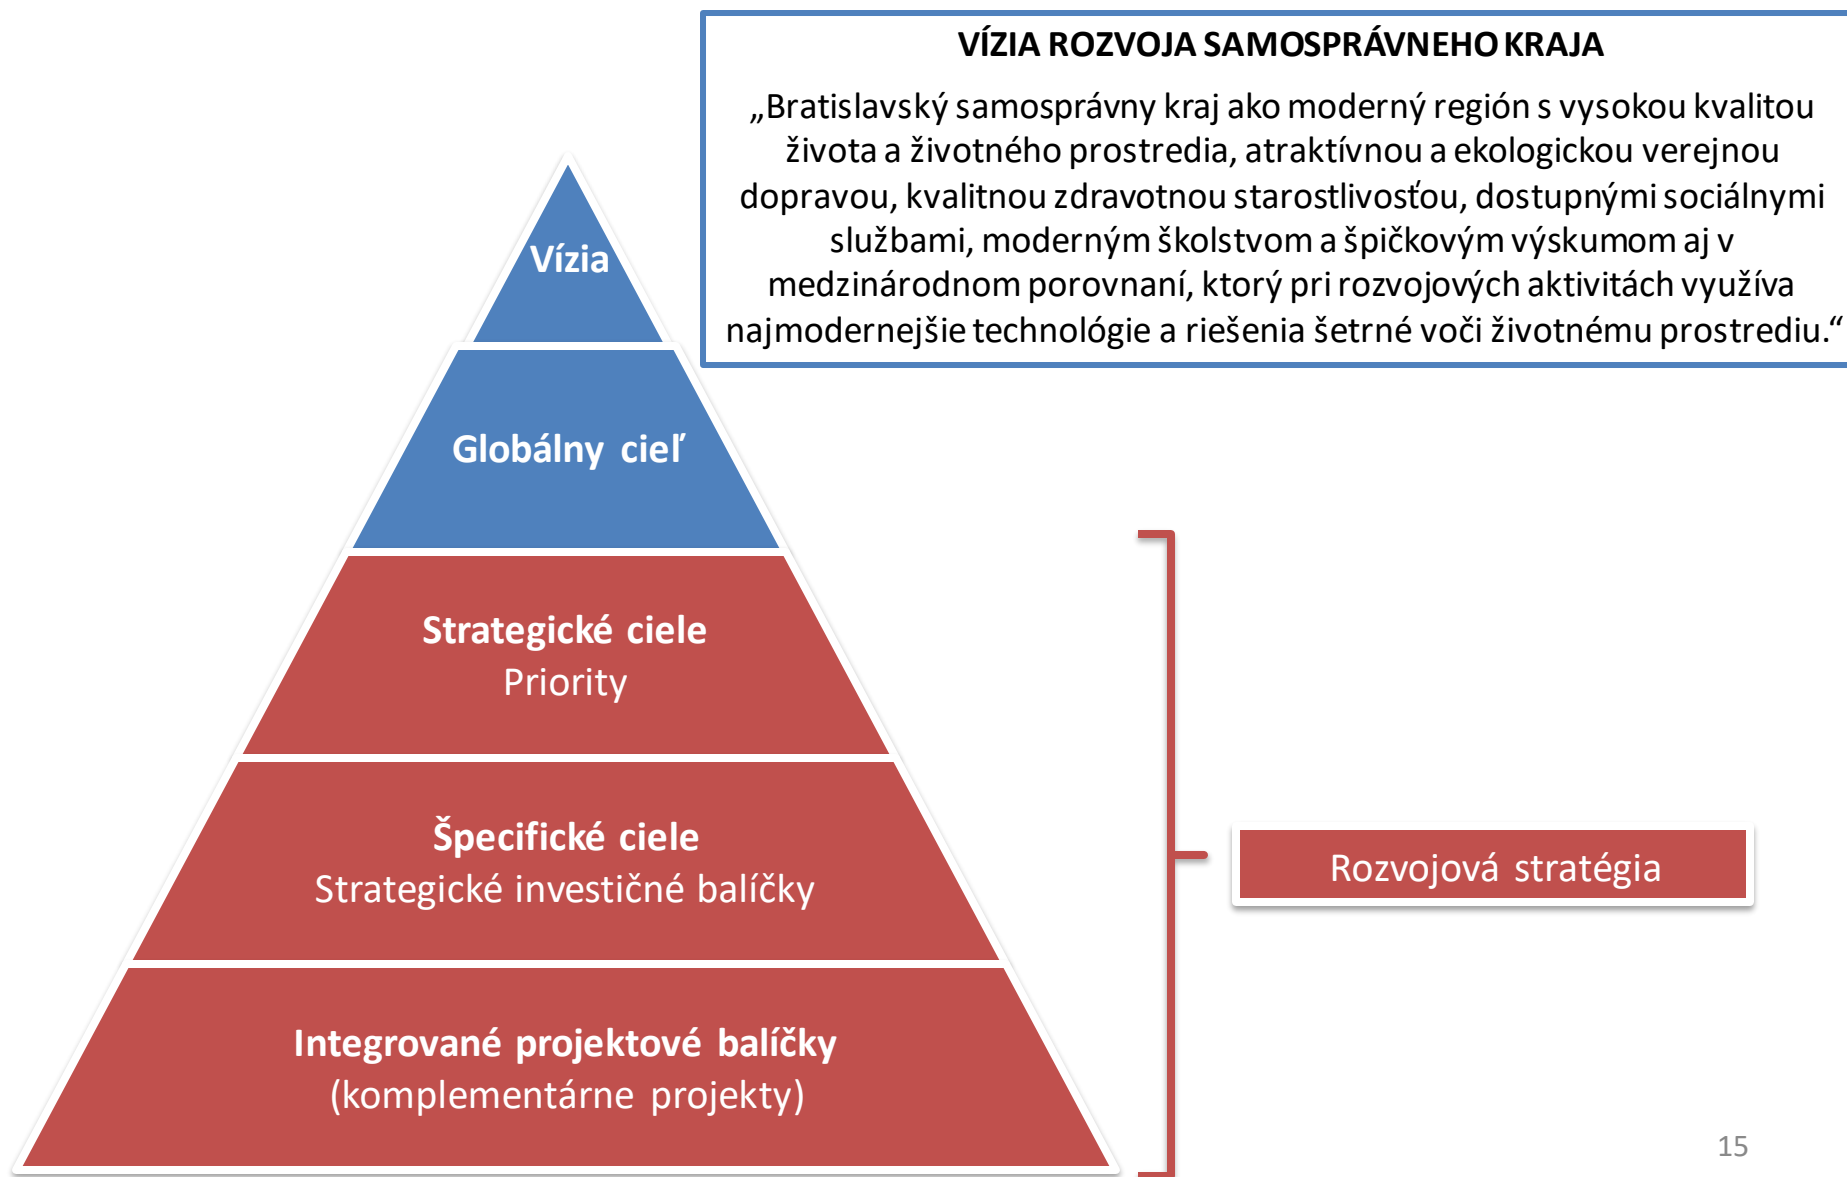 VÍZIA ROZVOJA SAMOSPRÁVNEHO KRAJA
„Bratislavský samosprávny kraj ako moderný región s vysokou kvalitou
života a životného prostredia, atraktívnou a ekologickou verejnou
dopravou, kvalitnou zdravotnou starostlivosťou, dostupnými sociálnymi
službami, moderným školstvom a špičkovým výskumom aj v
medzinárodnom porovnaní, ktorý pri rozvojových aktivitách využíva
najmodernejšie technológie a riešenia šetrné voči životnému prostrediu.“
Vízia
Globálny cieľ
Strategické ciele
Priority
Špecifické ciele
Strategické investičné balíčky
Integrované projektové balíčky
(komplementárne projekty)
Rozvojová stratégia
15